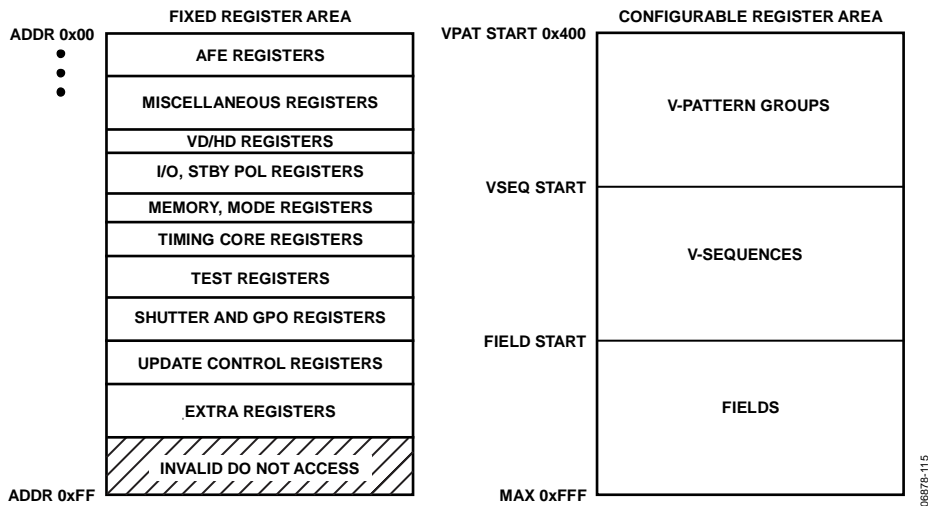 FIXED REGISTER AREA
ADDR 0x00
AFE REGISTERS
MISCELLANEOUS REGISTERS
VD/HD REGISTERS
I/O, STBY POL REGISTERS
MEMORY, MODE REGISTERS
TIMING CORE REGISTERS
TEST REGISTERS
SHUTTER AND GPO REGISTERS
UPDATE CONTROL REGISTERS
EXTRA REGISTERS
INVALID DO NOT ACCESS
ADDR 0xFF
CONFIGURABLE REGISTER AREA
VPAT START 0x400
V-PATTERN GROUPS
VSEQ START
V-SEQUENCES
FIELD START
FIELDS
MAX 0xFFF
06878-115